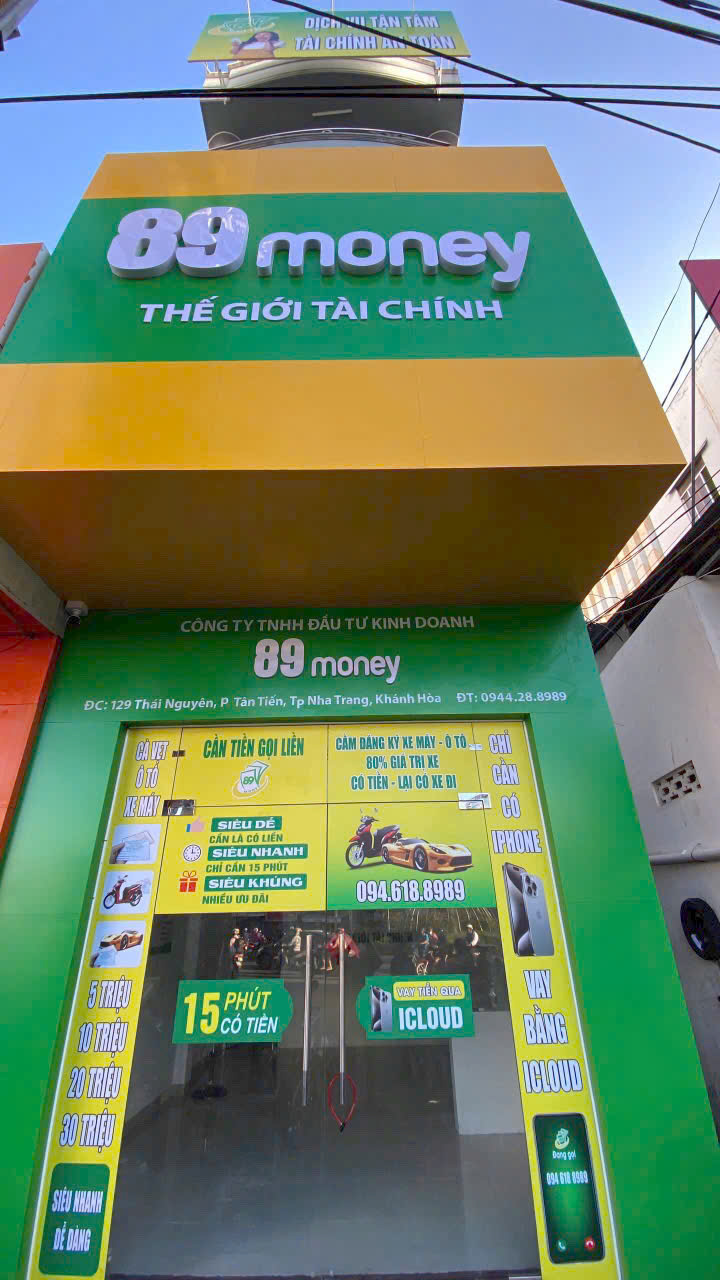 DỊCH VỤ TẬN TÂM
TÀI CHÍNH AN TOÀN
89 money
THẾ GIỚI TÀI CHÍNH
CÔNG TY TNHH ĐẦU TƯ KINH DOANH
89 money
ĐC: 129 Thái Nguyên, P Tân Tiến, Tp Nha Trang, Khánh Hòa ĐT: 0944.28.8989
CÀ VẸT
Ô TÔ
XE MÁY
5 TRIỆU
10 TRIỆU
20 TRIỆU
30 TRIỆU
SIÊU NHANH
DỄ DÀNG
CẦN TIỀN GỌI LIỀN
89
SIÊU DỄ
CẦN LÀ CÓ LIỀN
SIÊU NHANH
CHỈ CẦN 15 PHÚT
SIÊU KHỦNG
NHIỀU ƯU ĐÃI
CẦM ĐĂNG KÝ XE MÁY - Ô TÔ
80% GIÁ TRỊ XE
CÓ TIỀN - LẠI CÓ XE ĐI
094.618.8989
15 PHÚT
CÓ TIỀN
VAY TIỀN QUA
ICLOUD
CHỈ
CẦN
CÓ
IPHONE
VAY
BẰNG
ICLOUD
Đang gọi
094 618 8989